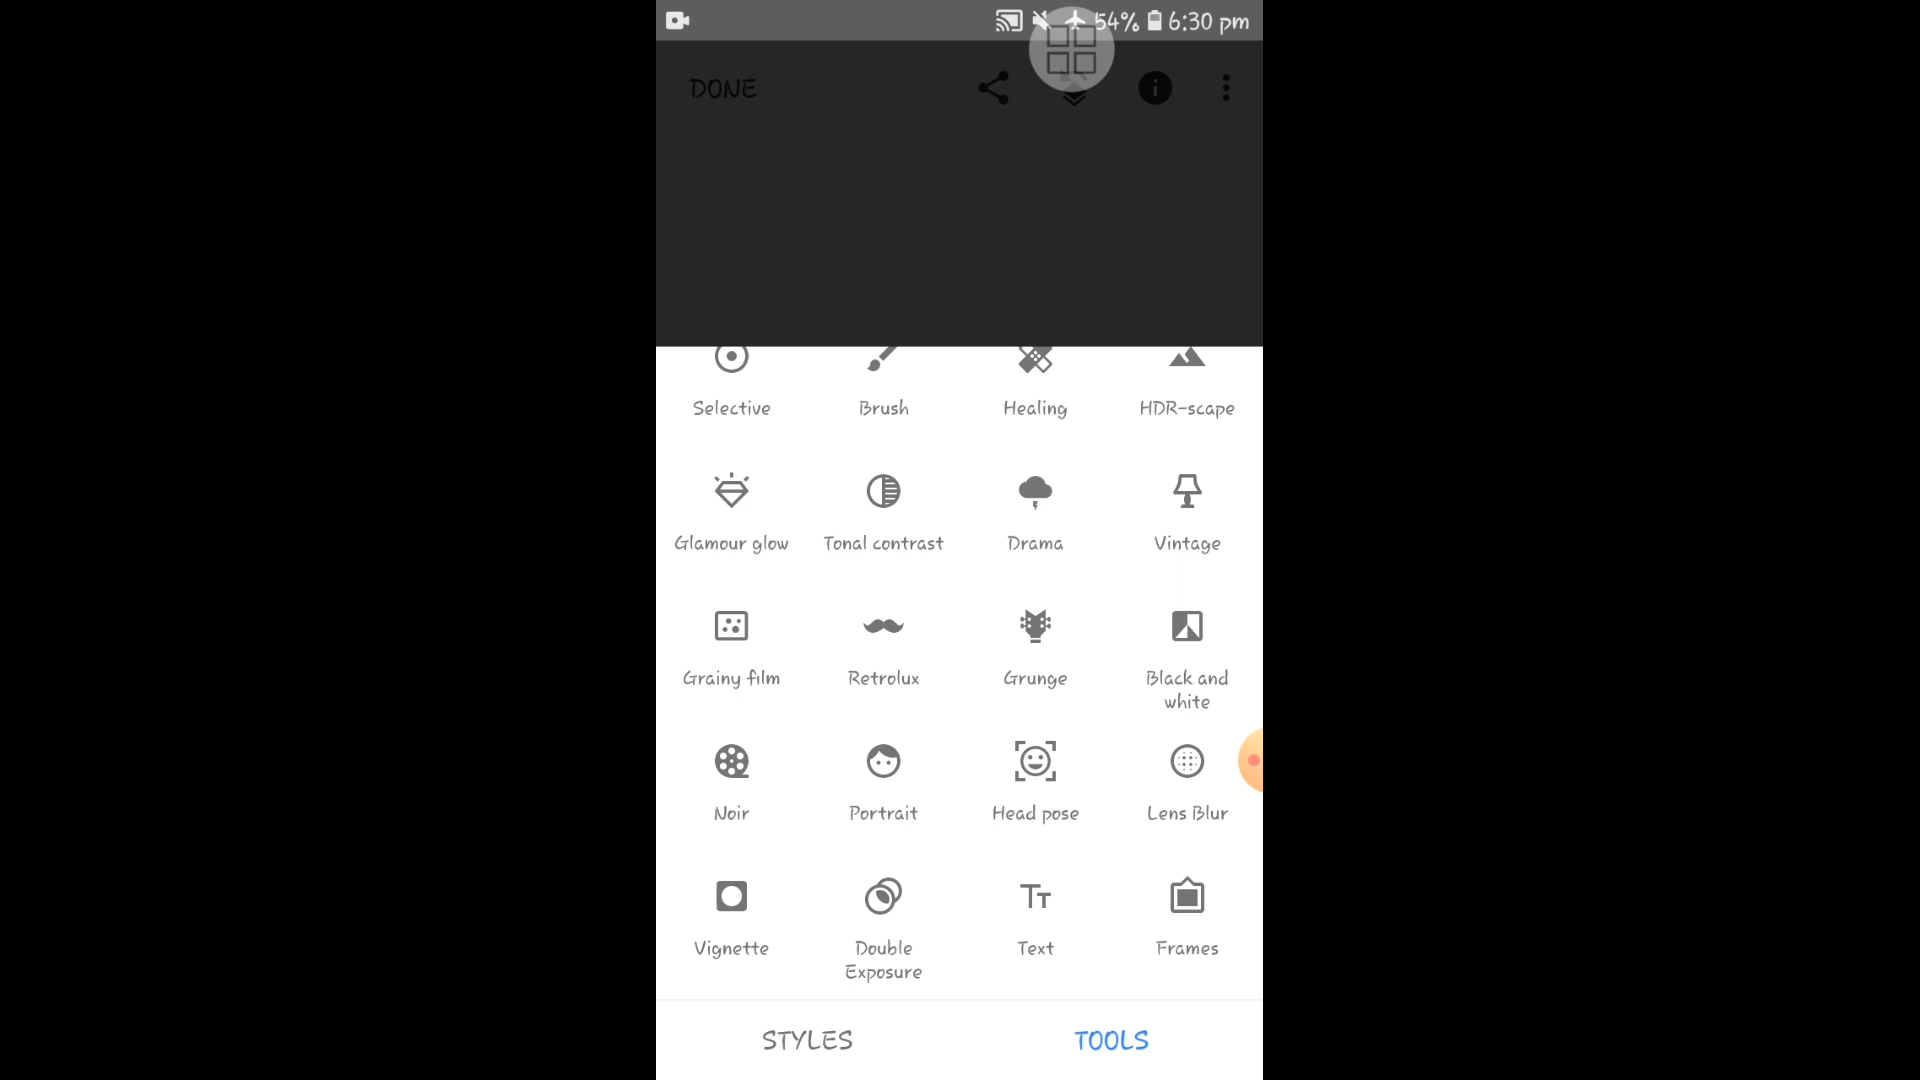 54% 6:30 pm
DONE
Selective Brush Healing HDR-scape
Glamour glow Tonal contrast Drama Vintage
Grainy film Retrolux Grunge Black and
white
Noir Portrait Head pose Lens Blur
Vignette Double Text Frames
Exposure
STYLES TOOLS